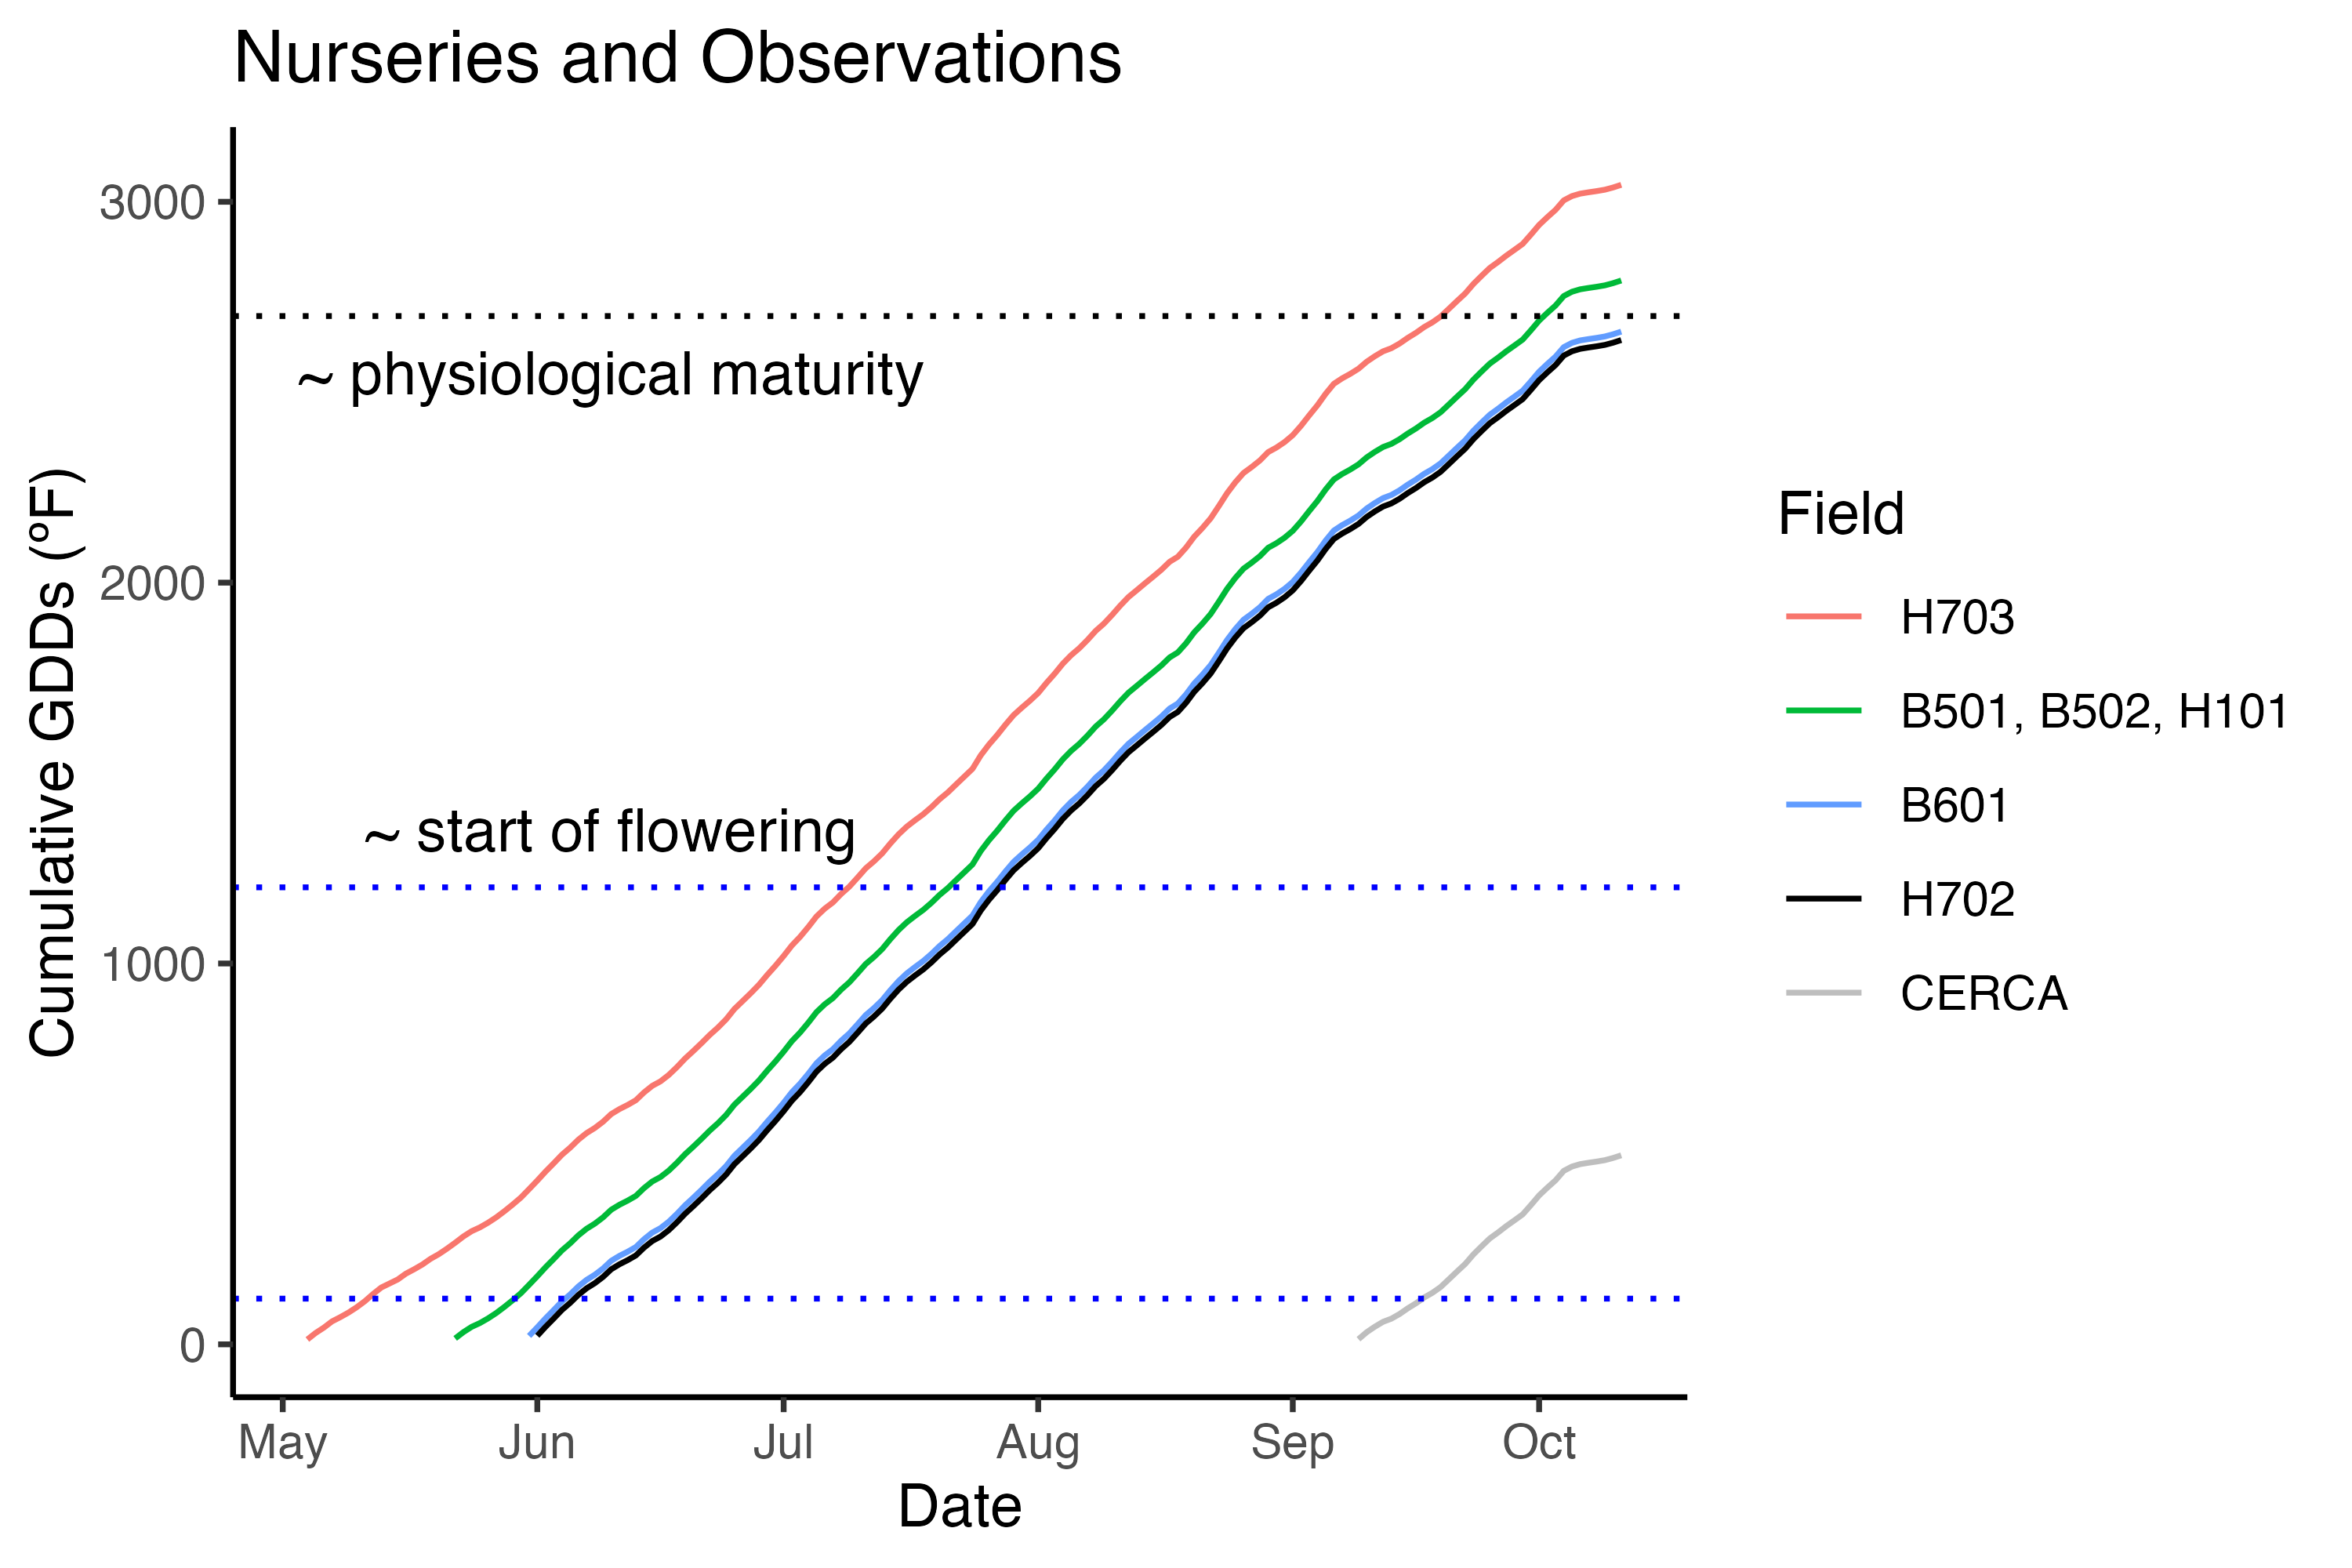 Nurseries and Observations
Cumulative GDDs (ºF)
3000
2000
1000
0
~ physiological maturity
~ start of flowering
May
Jun
Jul
Aug
Sep
Oct
Date
Field
H703
B501, B502, H101
B601
H702
CERCA